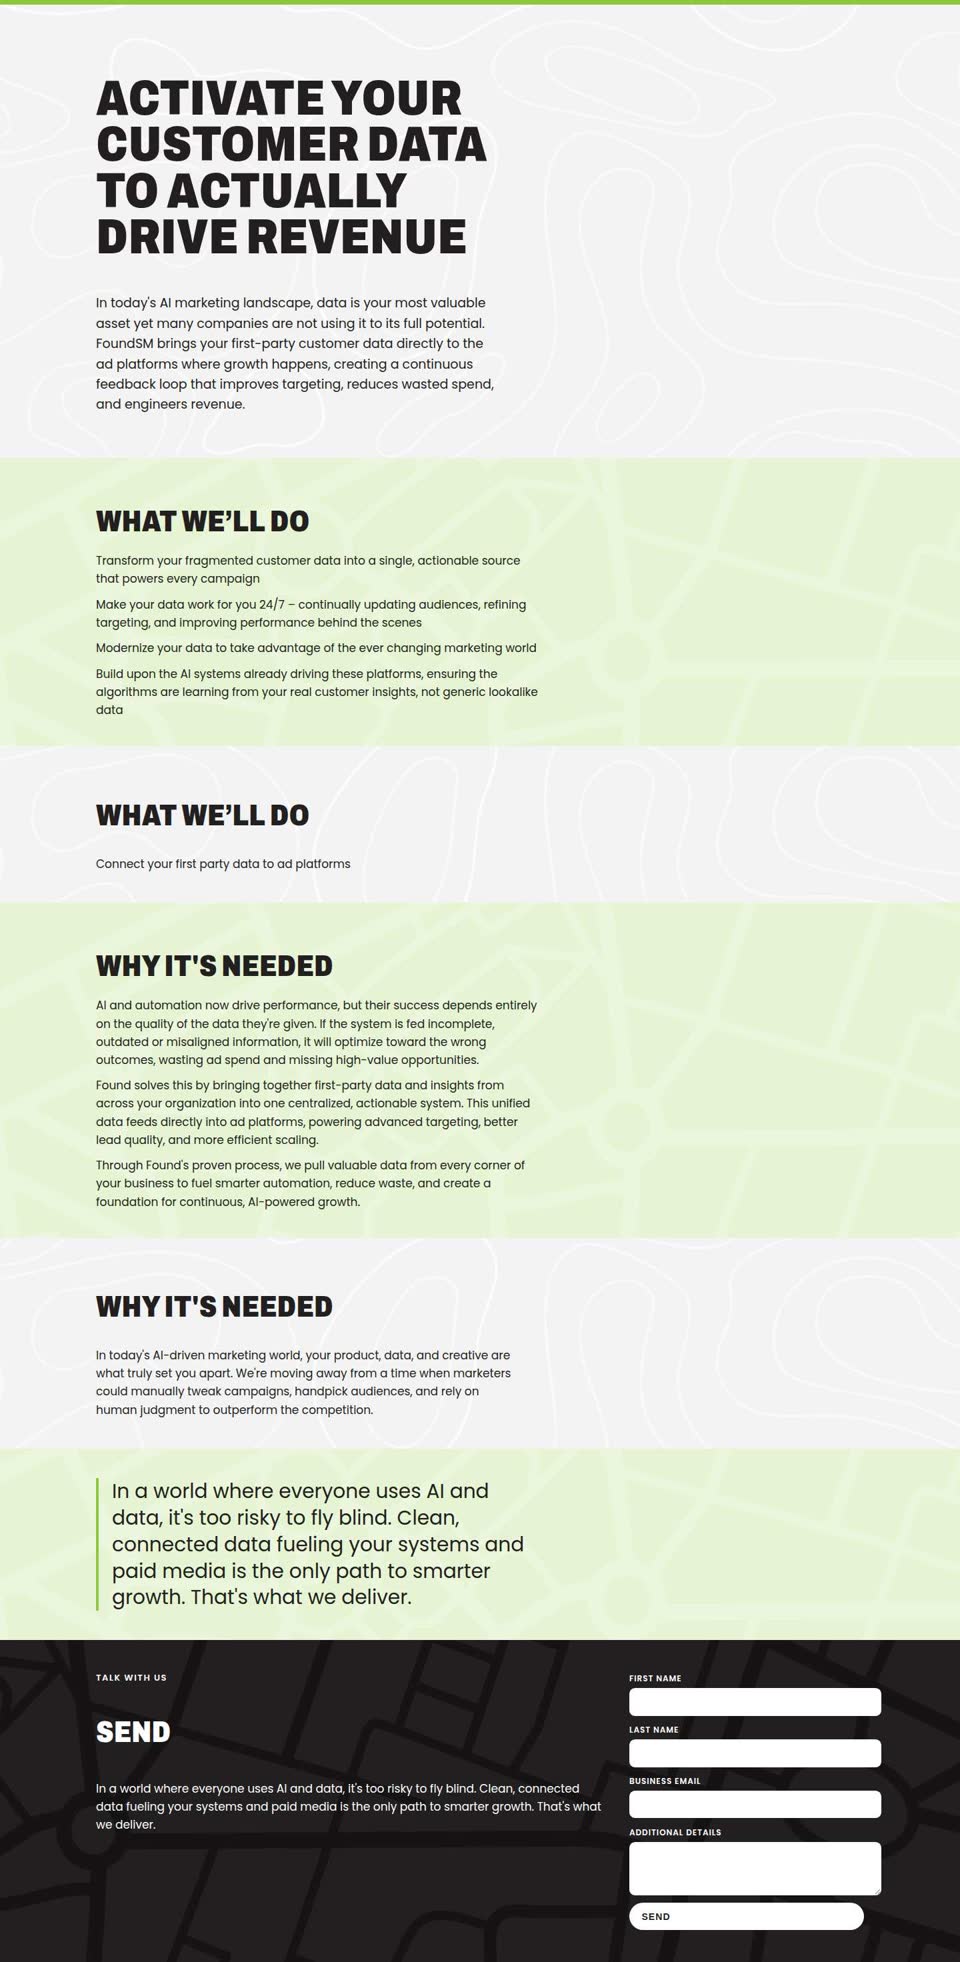 ACTIVATE YOUR
CUSTOMER DATA
TO ACTUALLY
DRIVE REVENUE
In today's AI marketing landscape, data is your most valuable
asset yet many companies are not using it to its full potential.
FoundSM brings your first-party customer data directly to the
ad platforms where growth happens, creating a continuous
feedback loop that improves targeting, reduces wasted spend,
and engineers revenue.
WHAT WE’LL DO
Transform your fragmented customer data into a single, actionable source
that powers every campaign
Make your data work for you 24/7 – continually updating audiences, refining
targeting, and improving performance behind the scenes
Modernize your data to take advantage of the ever changing marketing world
Build upon the AI systems already driving these platforms, ensuring the
algorithms are learning from your real customer insights, not generic lookalike
data
WHAT WE’LL DO
Connect your first party data to ad platforms
WHY IT'S NEEDED
AI and automation now drive performance, but their success depends entirely
on the quality of the data they're given. If the system is fed incomplete,
outdated or misaligned information, it will optimize toward the wrong
outcomes, wasting ad spend and missing high-value opportunities.
Found solves this by bringing together first-party data and insights from
across your organization into one centralized, actionable system. This unified
data feeds directly into ad platforms, powering advanced targeting, better
lead quality, and more efficient scaling.
Through Found's proven process, we pull valuable data from every corner of
your business to fuel smarter automation, reduce waste, and create a
foundation for continuous, AI-powered growth.
WHY IT'S NEEDED
In today's AI-driven marketing world, your product, data, and creative are
what truly set you apart. We're moving away from a time when marketers
could manually tweak campaigns, handpick audiences, and rely on
human judgment to outperform the competition.
In a world where everyone uses AI and
data, it's too risky to fly blind. Clean,
connected data fueling your systems and
paid media is the only path to smarter
growth. That's what we deliver.
TALK WITH US
SEND
In a world where everyone uses AI and data, it's too risky to fly blind. Clean, connected
data fueling your systems and paid media is the only path to smarter growth. That's what
we deliver.
FIRST NAME
LAST NAME
BUSINESS EMAIL
ADDITIONAL DETAILS
SEND